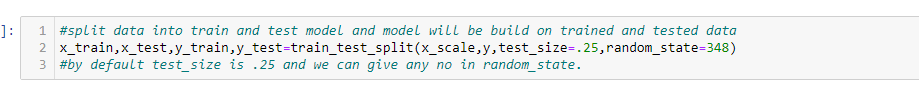 ]:
1 #split data into train and test model and model will be build on trained and tested data
2 x_train,x_test,y_train,y_test=train_test_split(x_scale,y,test_size=.25,random_state=348)
3 #by default test_size is .25 and we can give any no in random_state.